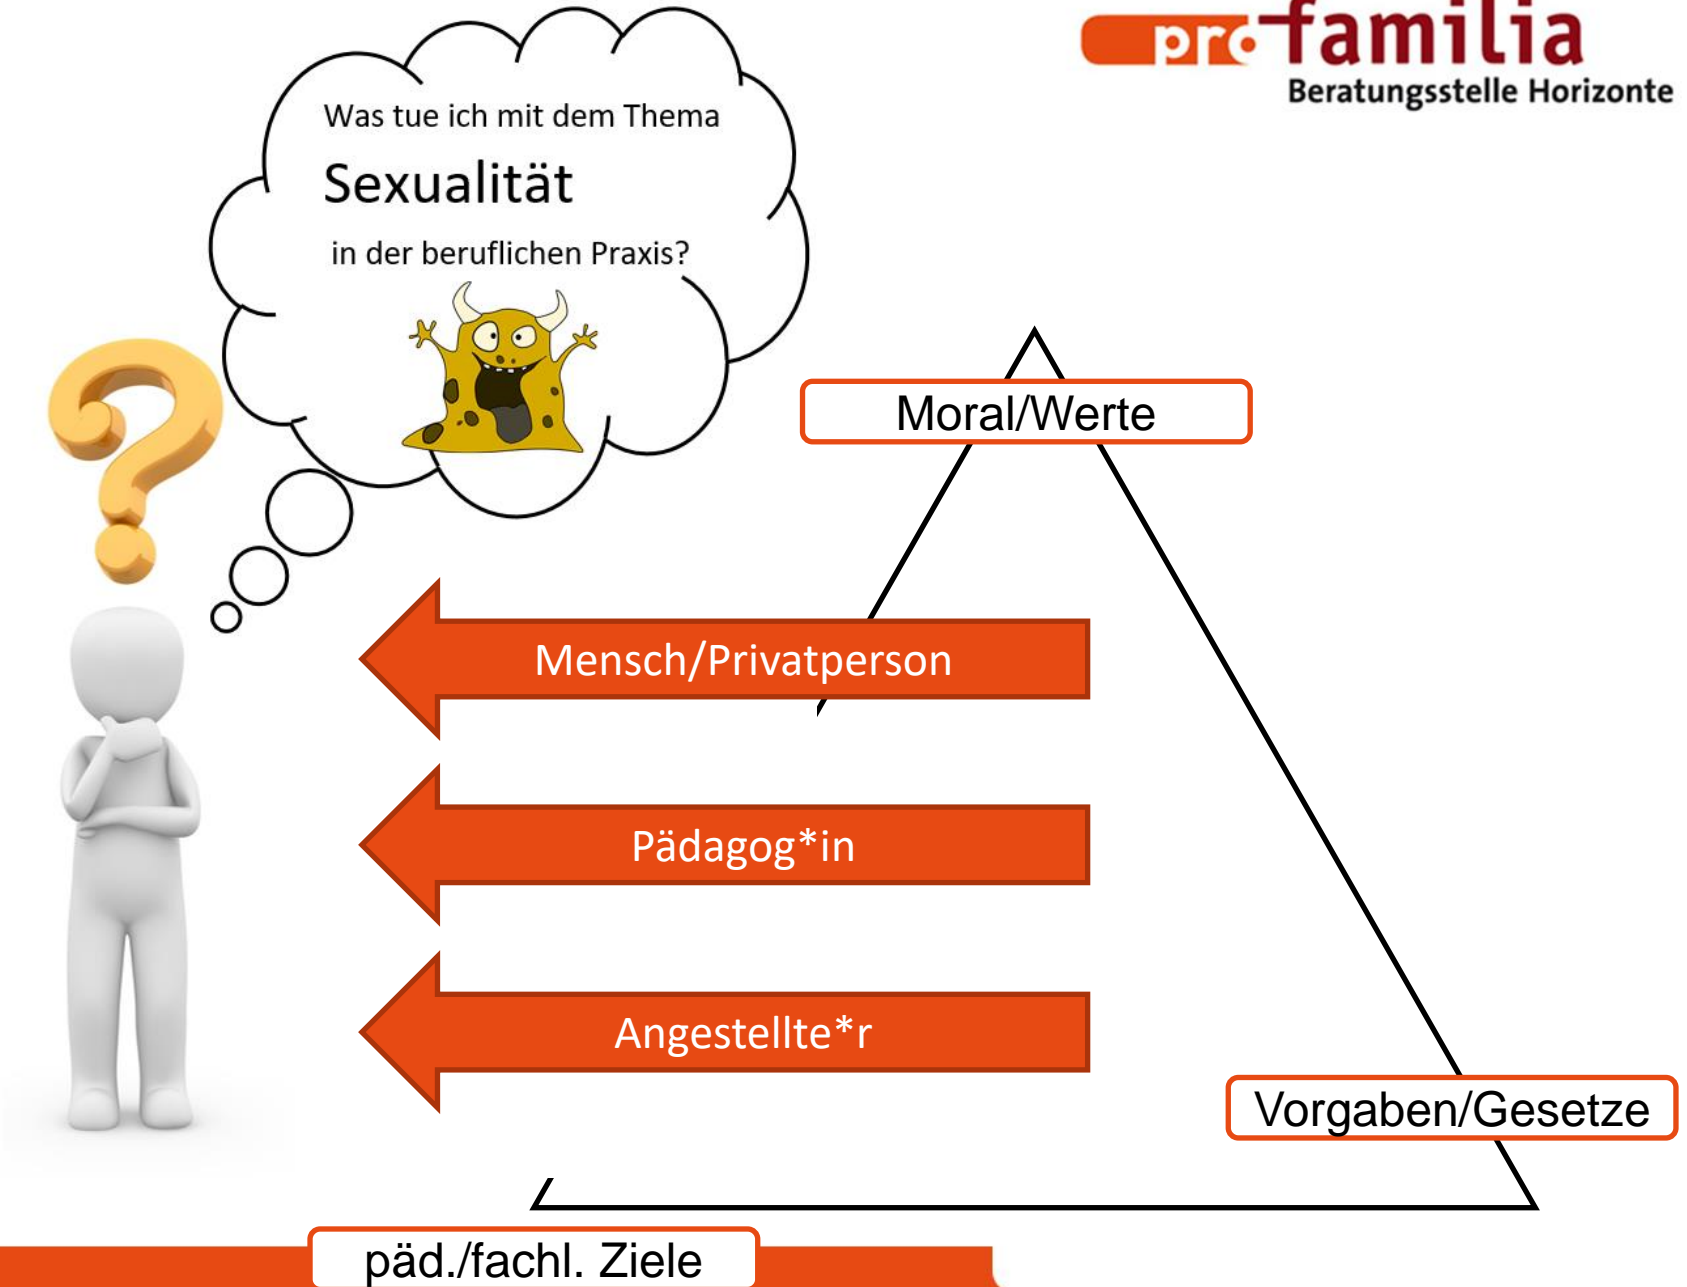 pro familia
Beratungsstelle Horizonte
Was tue ich mit dem Thema
Sexualität
in der beruflichen Praxis?
Moral/Werte
Mensch/Privatperson
Pädagog*in
Angestellte*r
Vorgaben/Gesetze
päd./fachl. Ziele